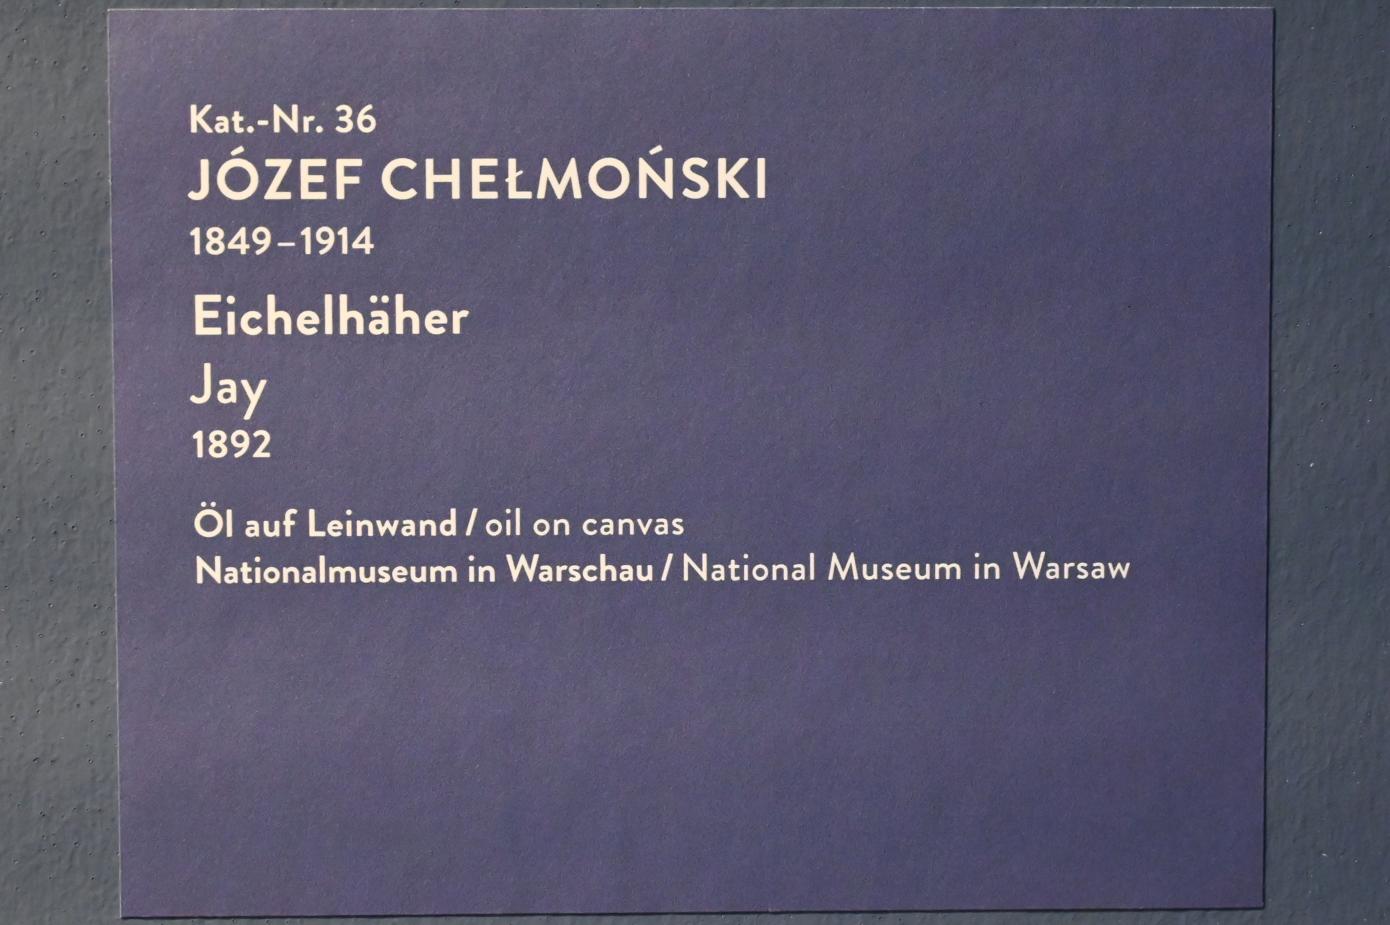 Kat.-Nr. 36
JÓZEF CHEŁMOŃSKI
1849–1914
Eichelhäher
Jay
1892
Öl auf Leinwand / oil on canvas
Nationalmuseum in Warschau / National Museum in Warsaw